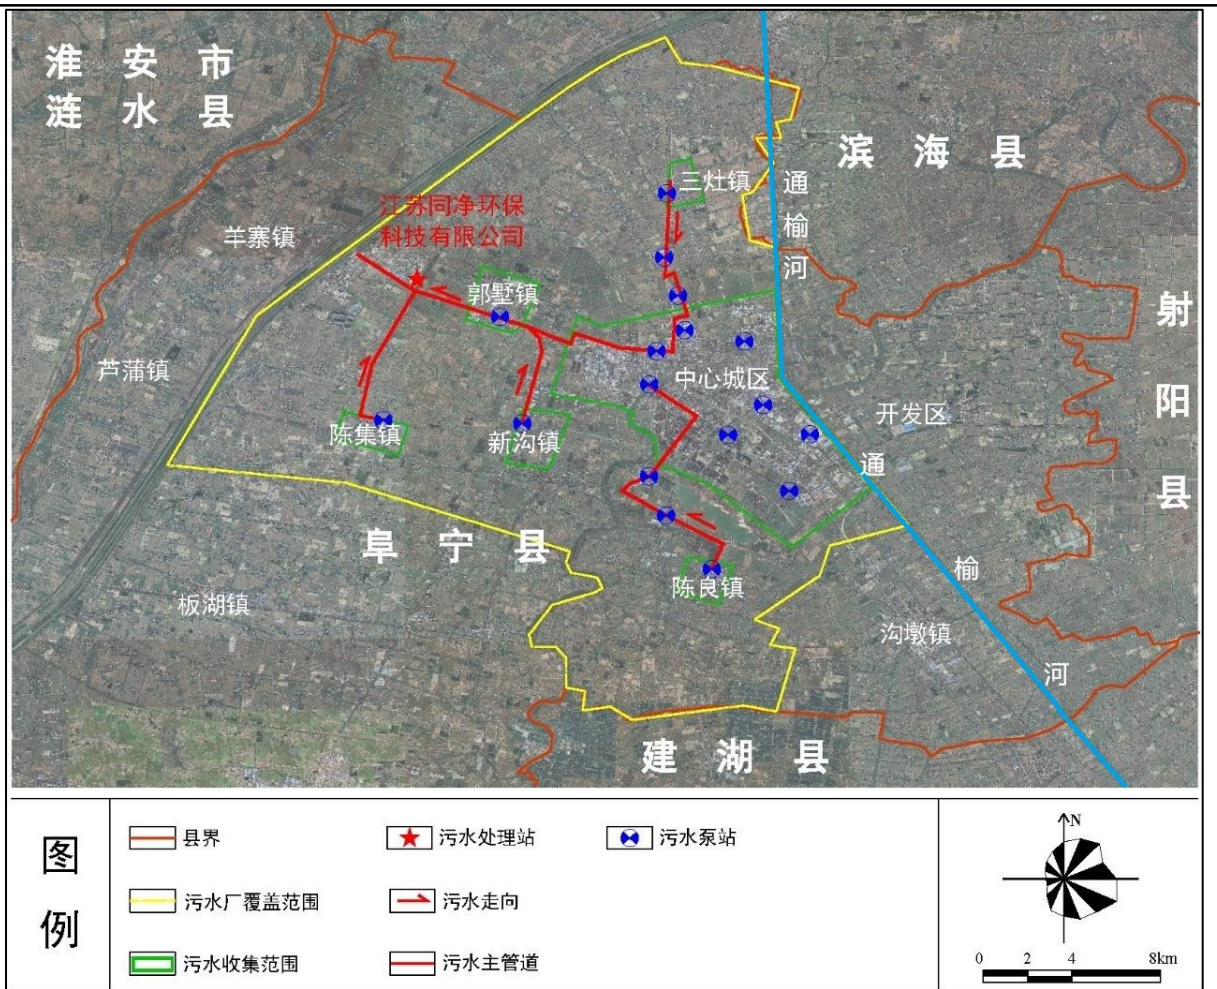 淮安市
涟水县
滨海县
三灶镇
通
榆
河
江苏同净环保
科技有限公司
羊寨镇
郭墅镇
射
阳
县
芦蒲镇
中心城区
开发区
陈集镇
新沟镇
通
阜宁县
榆
陈良镇
板湖镇
沟墩镇
河
建湖县
图
例
县界
污水处理站
污水泵站
污水厂覆盖范围
污水走向
污水收集范围
污水主管道
N
0 2 4 8km